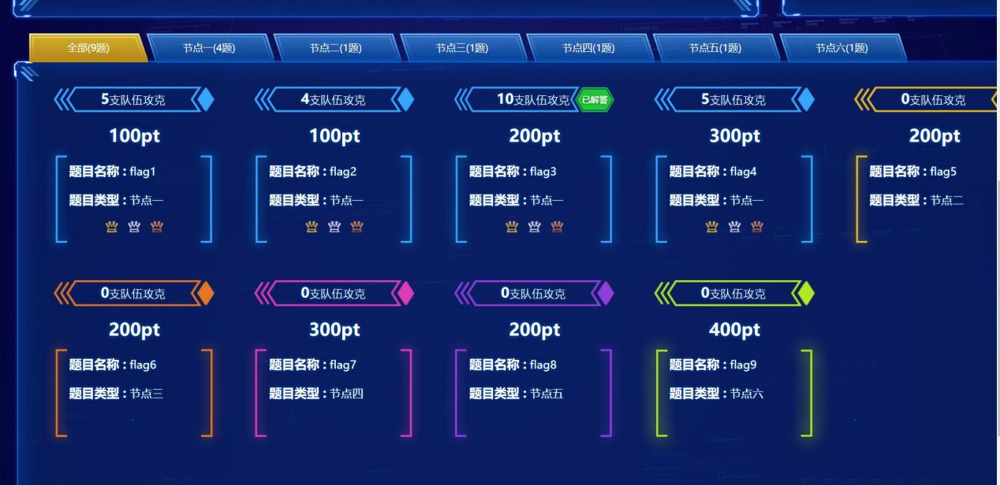 全部(9题) 节点一(4题) 节点二(1题) 节点三(1题) 节点四(1题) 节点五(1题) 节点六(1题)
5支队伍攻克 4支队伍攻克 10支队伍攻克 已解答 5支队伍攻克 0支队伍攻克
100pt 100pt 200pt 300pt 200pt
题目名称 : flag1 题目名称 : flag2 题目名称 : flag3 题目名称 : flag4 题目名称 : flag5
题目类型 : 节点一 题目类型 : 节点一 题目类型 : 节点一 题目类型 : 节点一 题目类型 : 节点二
0支队伍攻克 0支队伍攻克 0支队伍攻克 0支队伍攻克
200pt 300pt 200pt 400pt
题目名称 : flag6 题目名称 : flag7 题目名称 : flag8 题目名称 : flag9
题目类型 : 节点三 题目类型 : 节点四 题目类型 : 节点五 题目类型 : 节点六